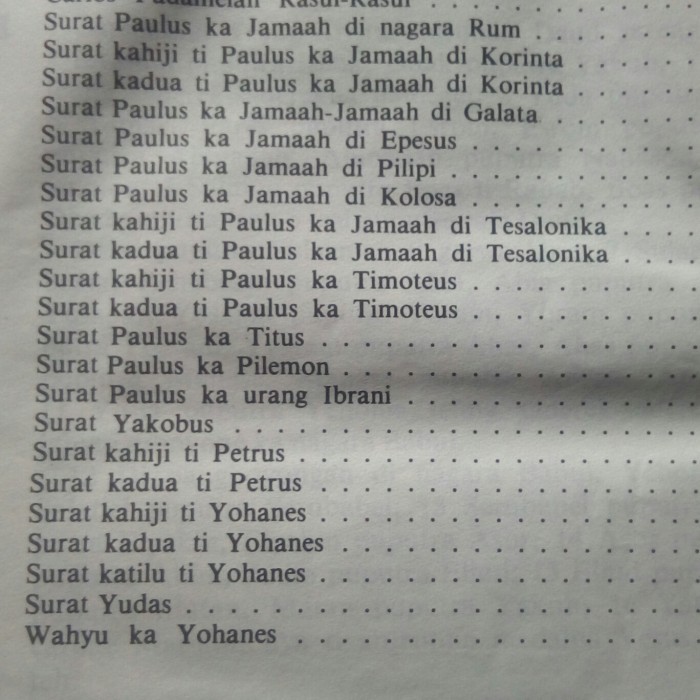 Rasul-Rasul . . . . . . . . . .
Surat Paulus ka Jamaah di nagara Rum . . . . . . .
Surat kahiji ti Paulus ka Jamaah di Korinta . . . . .
Surat kadua ti Paulus ka Jamaah di Korinta . . . . .
Surat Paulus ka Jamaah-Jamaah di Galata . . . . . .
Surat Paulus ka Jamaah di Epesus . . . . . . . . .
Surat Paulus ka Jamaah di Pilipi . . . . . . . . . .
Surat Paulus ka Jamaah di Kolosa . . . . . . . . .
Surat kahiji ti Paulus ka Jamaah di Tesalonika . . . .
Surat kadua ti Paulus ka Jamaah di Tesalonika . . . .
Surat kahiji ti Paulus ka Timoteus . . . . . . . . .
Surat kadua ti Paulus ka Timoteus . . . . . . . . .
Surat Paulus ka Titus . . . . . . . . . . . . . .
Surat Paulus ka Pilemon . . . . . . . . . . . . .
Surat Paulus ka urang Ibrani . . . . . . . . . . .
Surat Yakobus . . . . . . . . . . . . . . . . .
Surat kahiji ti Petrus . . . . . . . . . . . . . .
Surat kadua ti Petrus . . . . . . . . . . . . . .
Surat kahiji ti Yohanes . . . . . . . . . . . . .
Surat kadua ti Yohanes . . . . . . . . . . . . .
Surat katilu ti Yohanes . . . . . . . . . . . . .
Surat Yudas . . . . . . . . . . . . . . . . . .
Wahyu ka Yohanes . . . . . . . . . . . . . . .